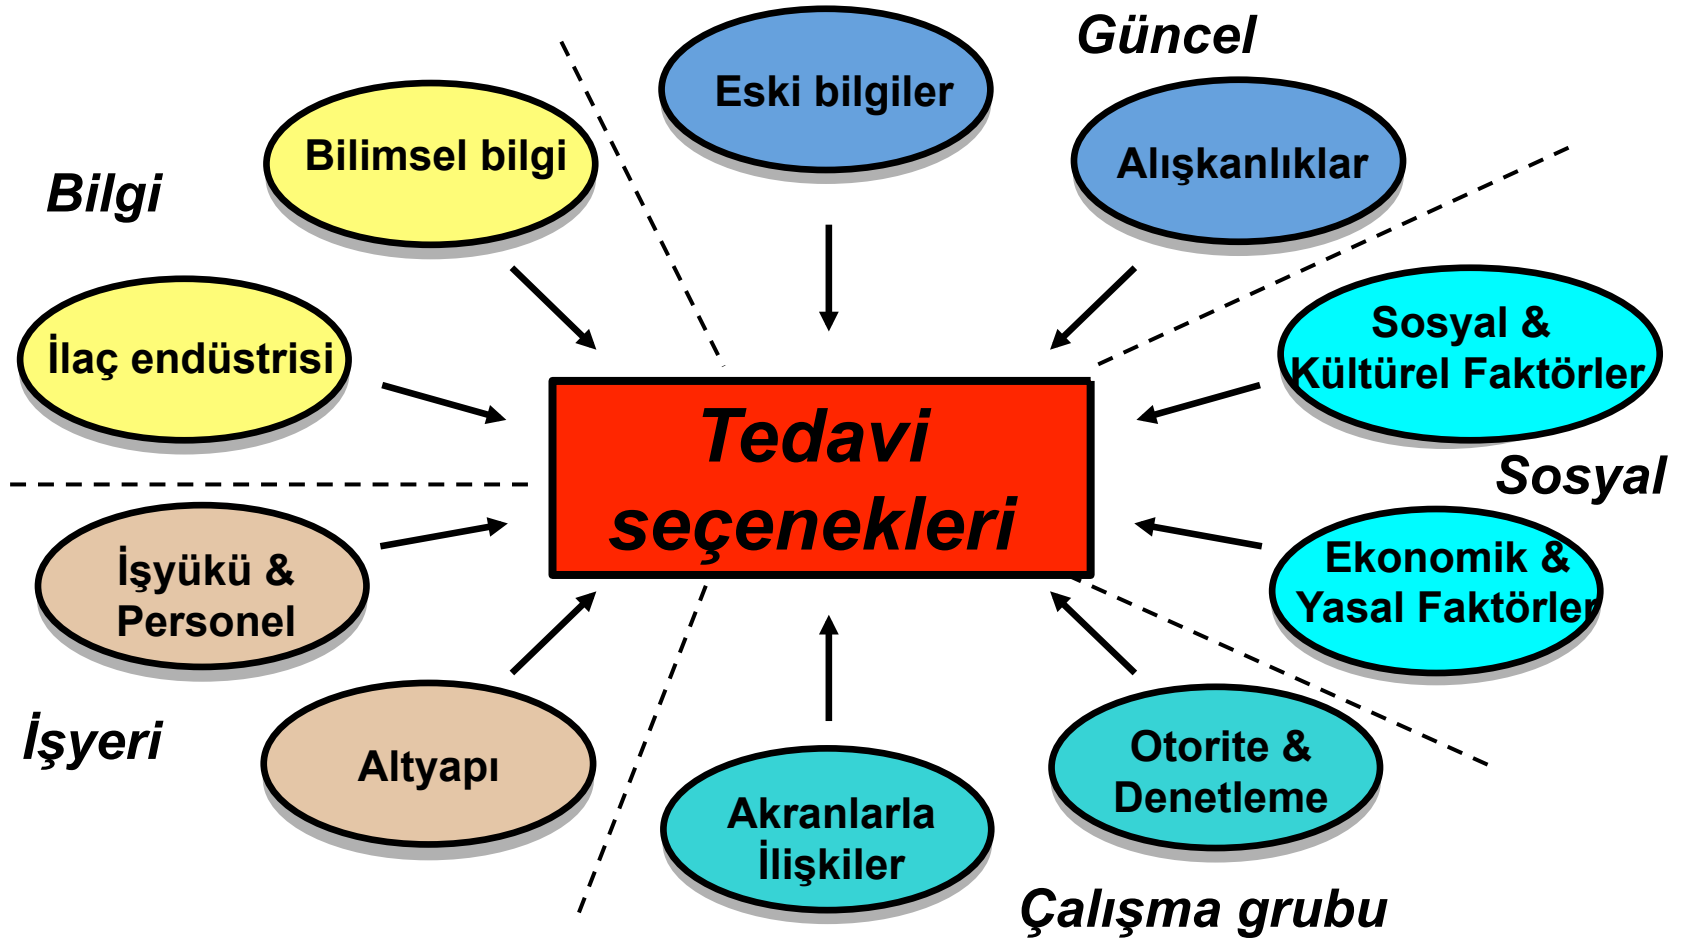 Güncel
Eski bilgiler
Bilimsel bilgi
Alışkanlıklar
Bilgi
İlaç endüstrisi
Sosyal &
Kültürel Faktörler
Tedavi
seçenekleri
Sosyal
İşyükü &
Personel
Ekonomik &
Yasal Faktörler
İşyeri
Altyapı
Akranlarla
İlişkiler
Otorite &
Denetleme
Çalışma grubu